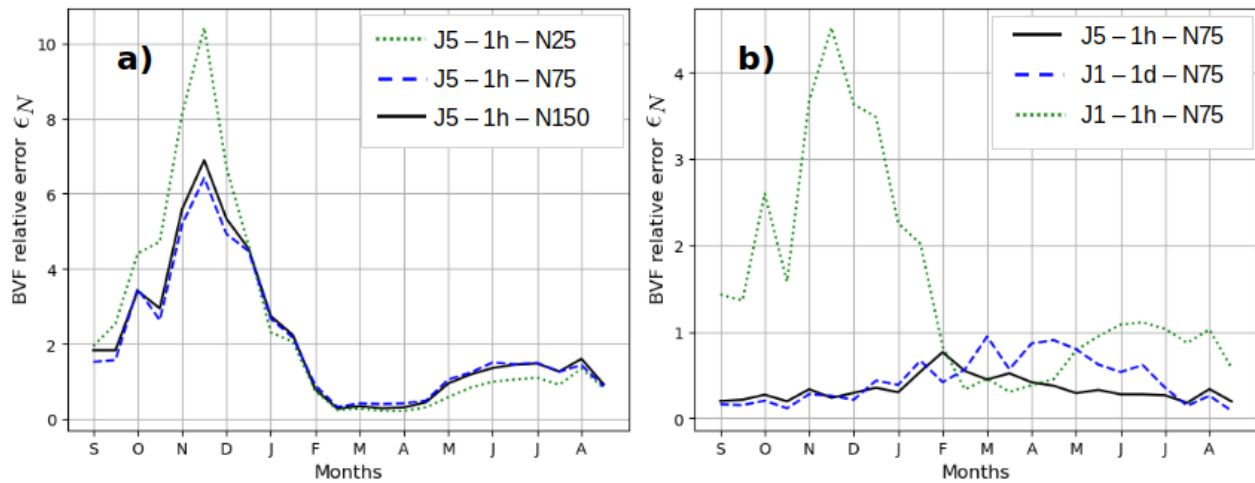 a)
J5 – 1h – N25
J5 – 1h – N75
J5 – 1h – N150
BVF relative error ϵN
10
8
6
4
2
0
S O N D J F M A M J J A
Months
b)
J5 – 1h – N75
J1 – 1d – N75
J1 – 1h – N75
BVF relative error ϵN
4
3
2
1
0
S O N D J F M A M J J A
Months